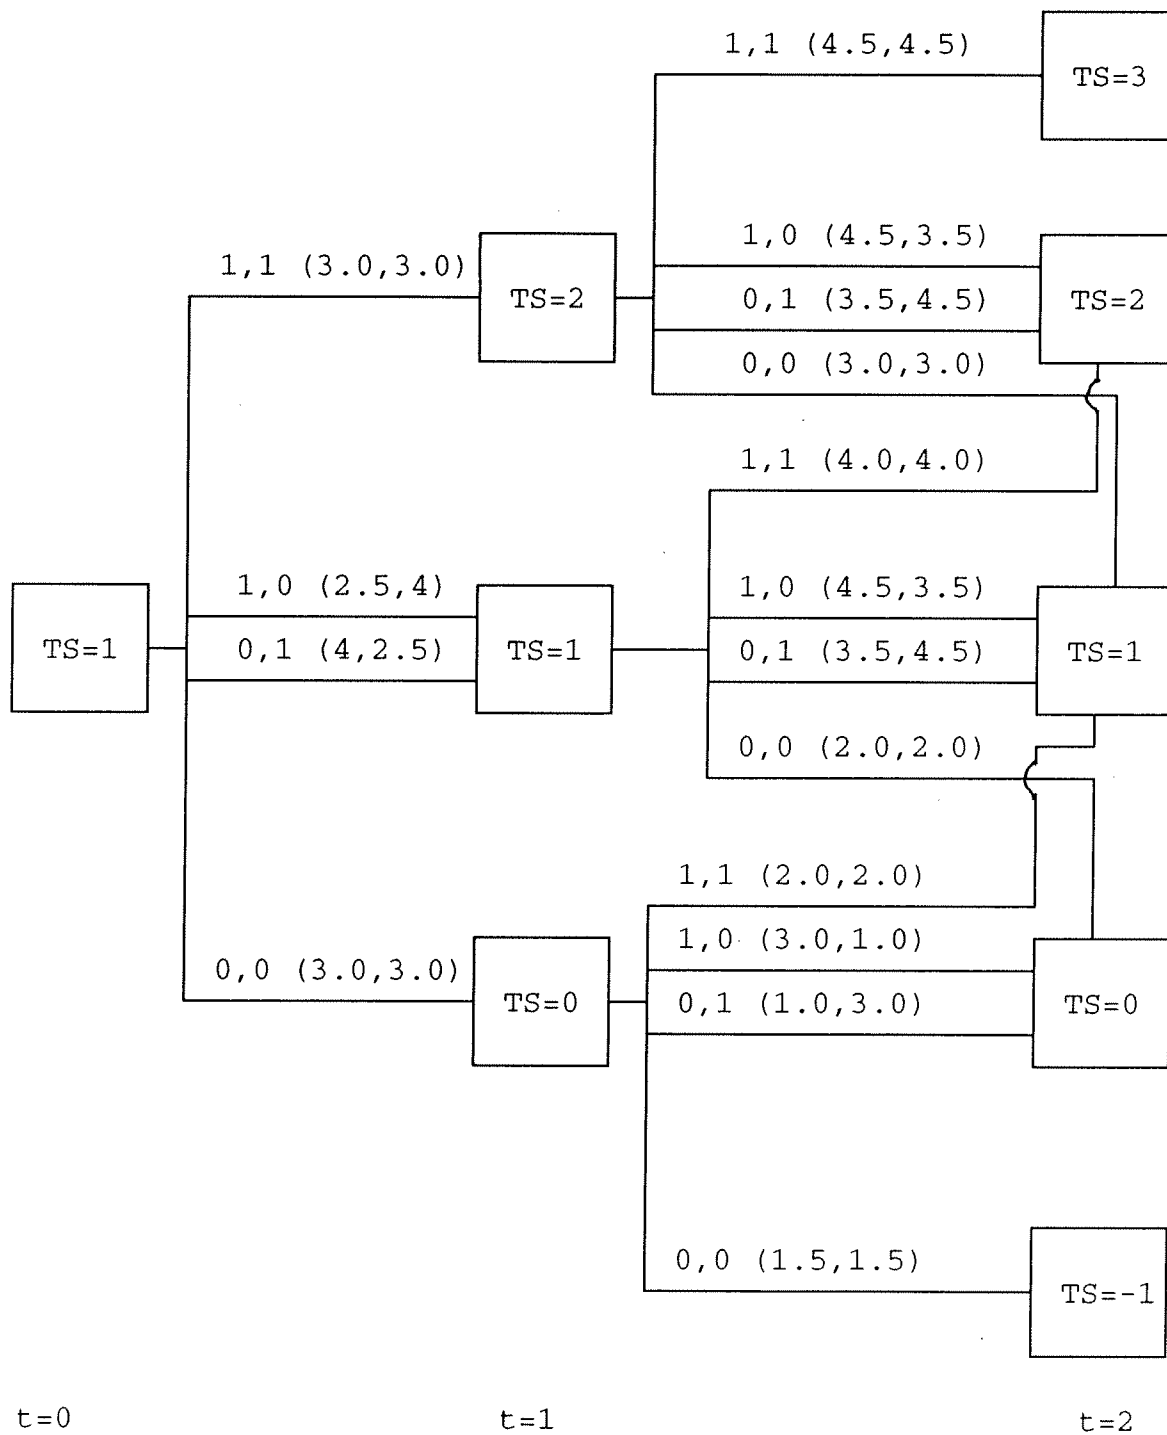 1,1 (4.5,4.5)
TS=3
1,0 (4.5,3.5)
1,1 (3.0,3.0)
TS=2
0,1 (3.5,4.5)
TS=2
0,0 (3.0,3.0)
1,1 (4.0,4.0)
1,0 (2.5,4)
1,0 (4.5,3.5)
TS=1
0,1 (4,2.5)
TS=1
0,1 (3.5,4.5)
TS=1
0,0 (2.0,2.0)
1,1 (2.0,2.0)
1,0 (3.0,1.0)
0,0 (3.0,3.0)
TS=0
0,1 (1.0,3.0)
TS=0
0,0 (1.5,1.5)
TS=-1
t=0
t=1
t=2